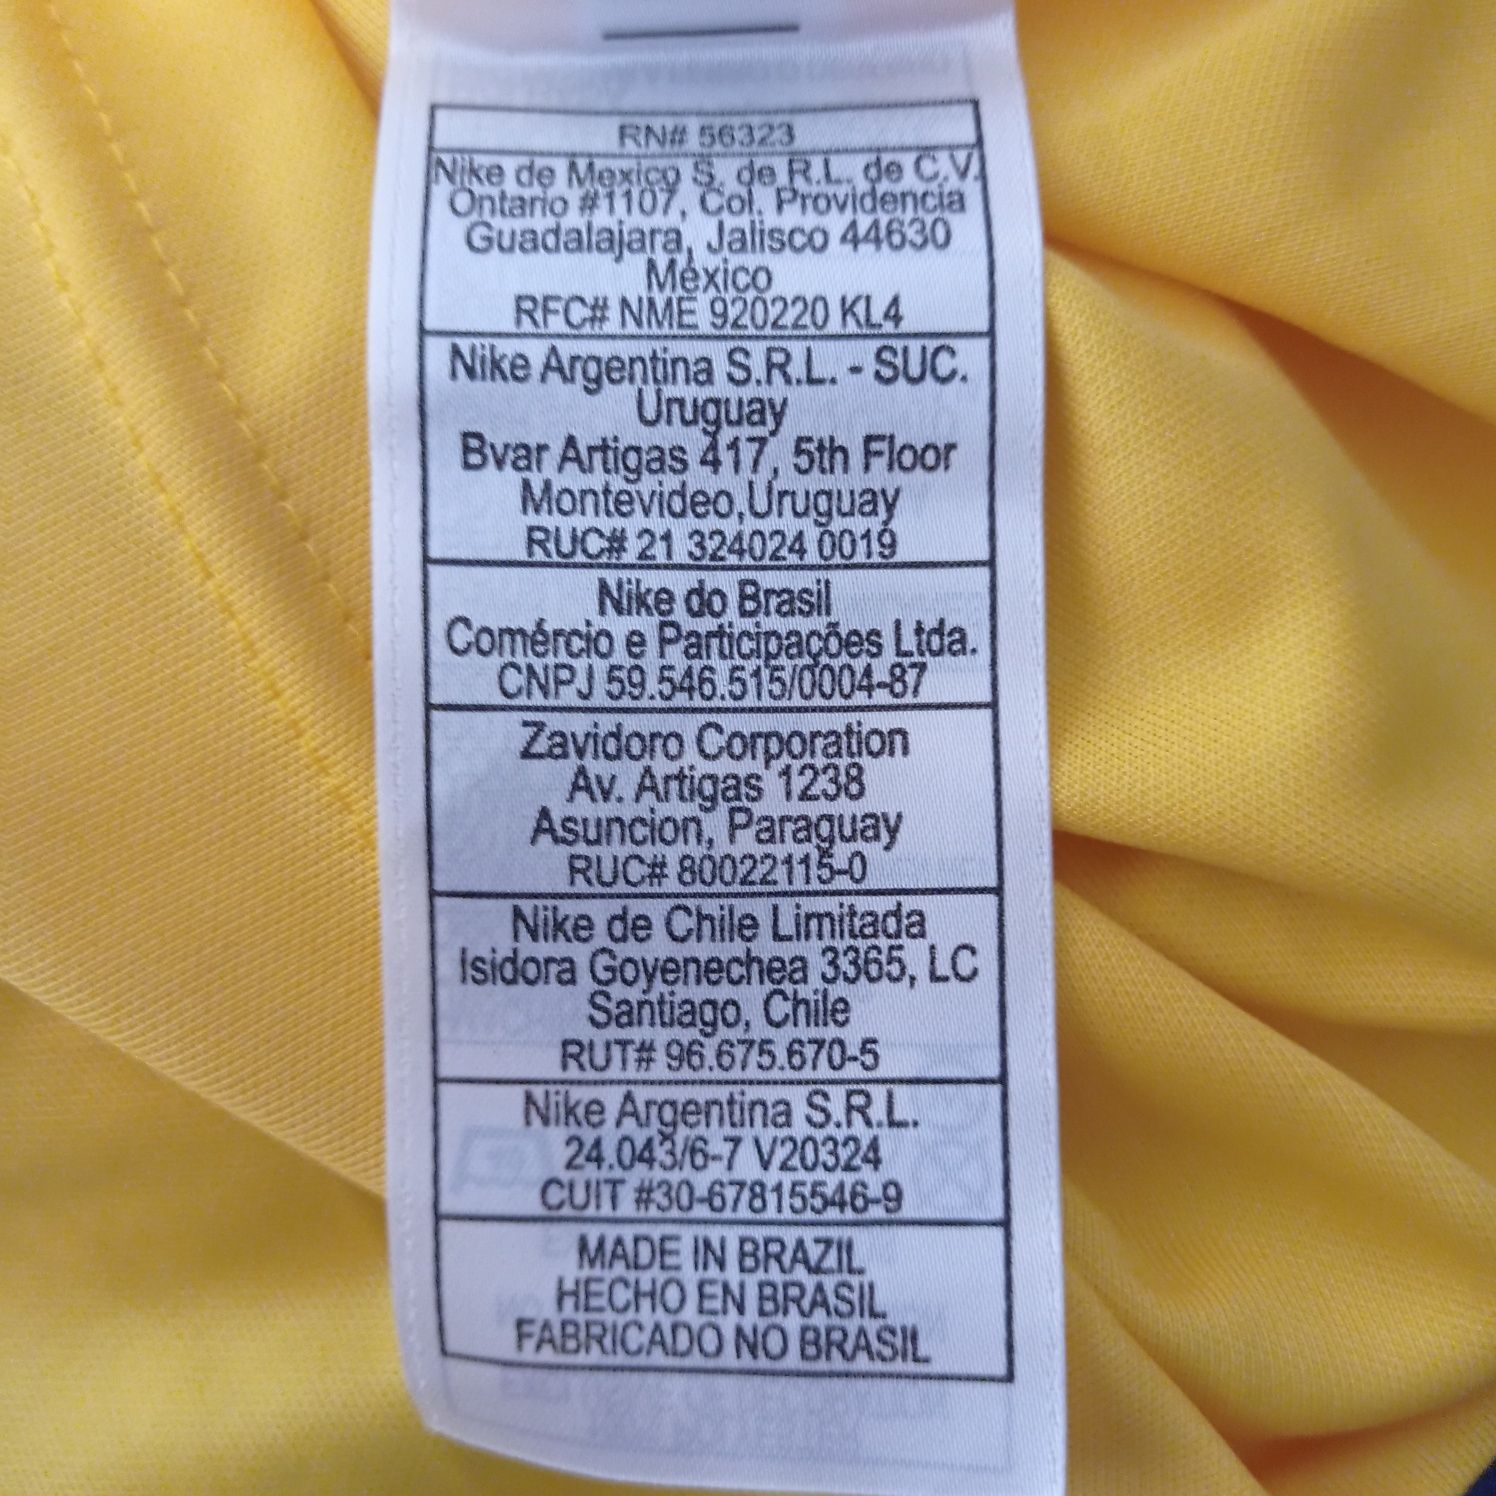 RN# 56323
Nike de Mexico S. de R.L. de C.V.
Ontario #1107, Col. Providencia
Guadalajara, Jalisco 44630
México
RFC# NME 920220 KL4
Nike Argentina S.R.L. - SUC.
Uruguay
Bvar Artigas 417, 5th Floor
Montevideo,Uruguay
RUC# 21 324024 0019
Nike do Brasil
Comércio e Participações Ltda.
CNPJ 59.546.515/0004-87
Zavidoro Corporation
Av. Artigas 1238
Asuncion, Paraguay
RUC# 80022115-0
Nike de Chile Limitada
Isidora Goyenechea 3365, LC
Santiago, Chile
RUT# 96.675.670-5
Nike Argentina S.R.L.
24.043/6-7 V20324
CUIT #30-67815546-9
MADE IN BRAZIL
HECHO EN BRASIL
FABRICADO NO BRASIL